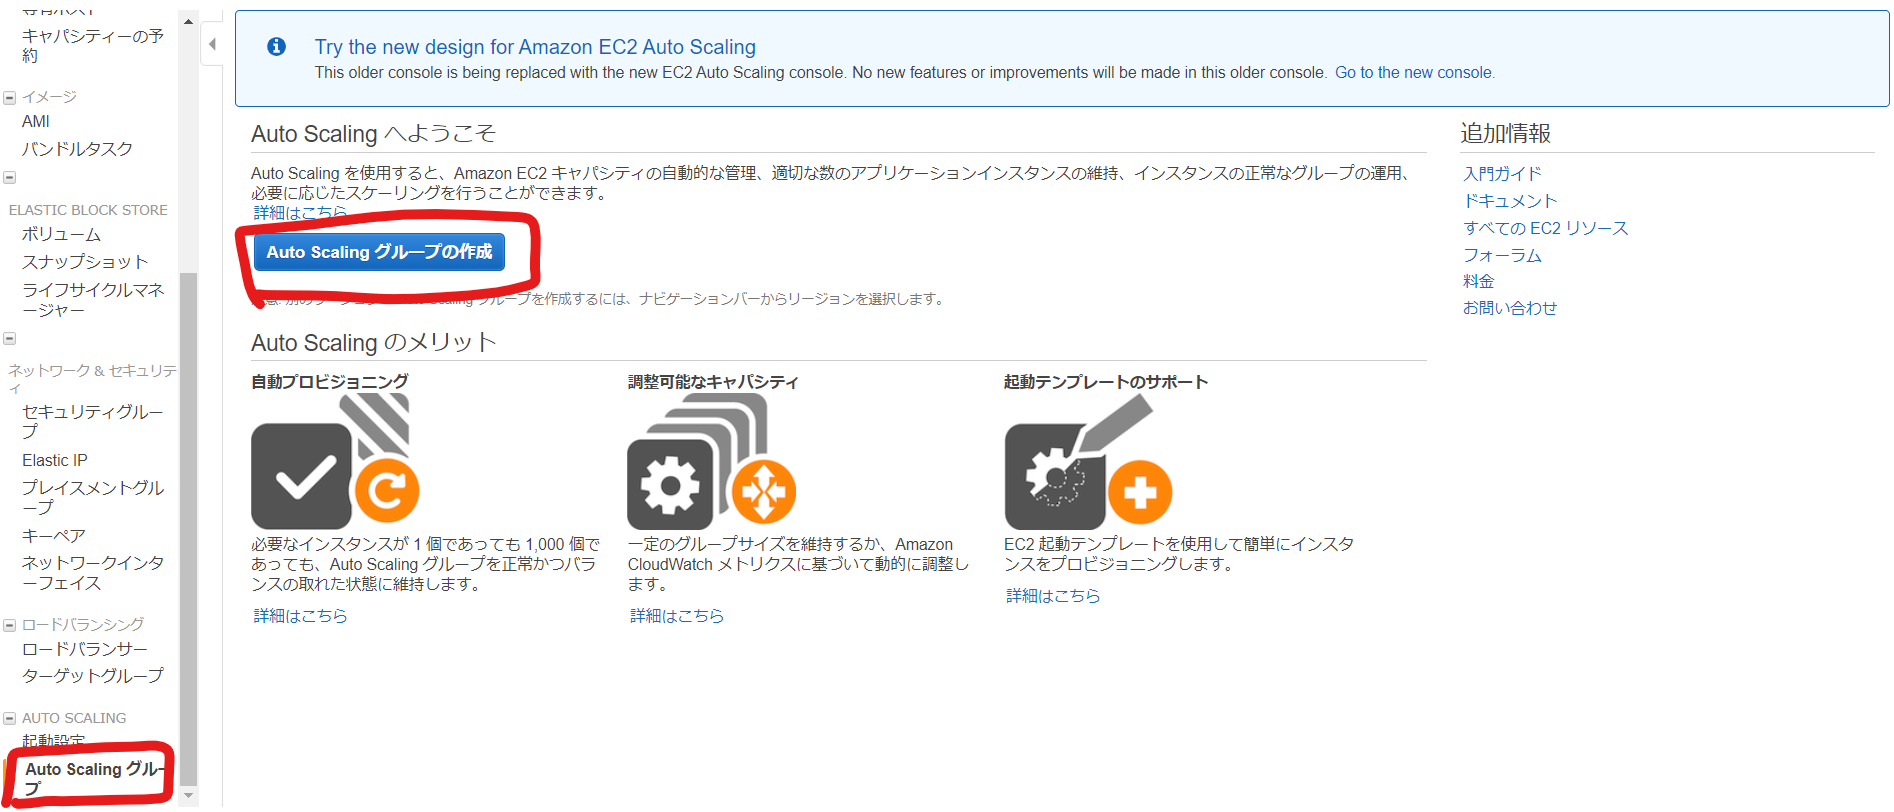 キャパシティーの予
約
イメージ
AMI
バンドルタスク
ELASTIC BLOCK STORE
ボリューム
スナップショット
ライフサイクルマネ
ージャー
ネットワーク & セキュリテ
ィ
セキュリティグルー
プ
Elastic IP
プレイスメントグル
ープ
キーペア
ネットワークインタ
ーフェイス
ロードバランシング
ロードバランサー
ターゲットグループ
AUTO SCALING
起動設定
Auto Scaling グルー
プ
Try the new design for Amazon EC2 Auto Scaling
This older console is being replaced with the new EC2 Auto Scaling console. No new features or improvements will be made in this older console. Go to the new console.
Auto Scaling へようこそ
Auto Scaling を使用すると、Amazon EC2 キャパシティの自動的な管理、適切な数のアプリケーションインスタンスの維持、インスタンスの正常なグループの運用、
必要に応じたスケーリングを行うことができます。
詳細はこちら
Auto Scaling グループの作成
グループを作成するには、ナビゲーションバーからリージョンを選択します。
Auto Scaling のメリット
自動プロビジョニング
必要なインスタンスが 1 個であっても 1,000 個で
あっても、Auto Scaling グループを正常かつバラ
ンスの取れた状態に維持します。
詳細はこちら
調整可能なキャパシティ
一定のグループサイズを維持するか、Amazon
CloudWatch メトリクスに基づいて動的に調整し
ます。
詳細はこちら
起動テンプレートのサポート
EC2 起動テンプレートを使用して簡単にインスタ
ンスをプロビジョニングします。
詳細はこちら
追加情報
入門ガイド
ドキュメント
すべての EC2 リソース
フォーラム
料金
お問い合わせ